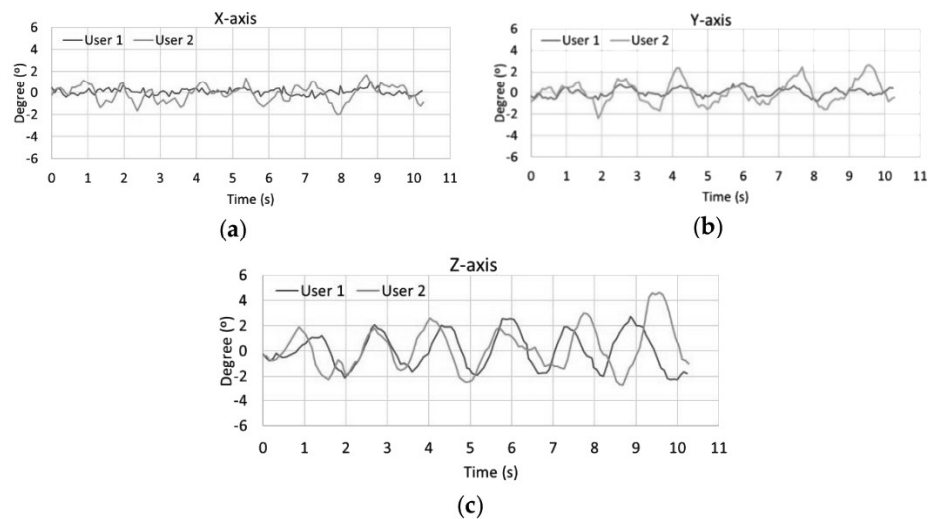 X-axis
User 1 User 2
Degree (º)
6
4
2
0
-2
-4
-6
0 1 2 3 4 5 6 7 8 9 10 11
Time (s)
(a)
Y-axis
User 1 User 2
Degree (º)
6
4
2
0
-2
-4
-6
0 1 2 3 4 5 6 7 8 9 10 11
Time (s)
(b)
Z-axis
User 1 User 2
Degree (º)
6
4
2
0
-2
-4
-6
0 1 2 3 4 5 6 7 8 9 10 11
Time (s)
(c)